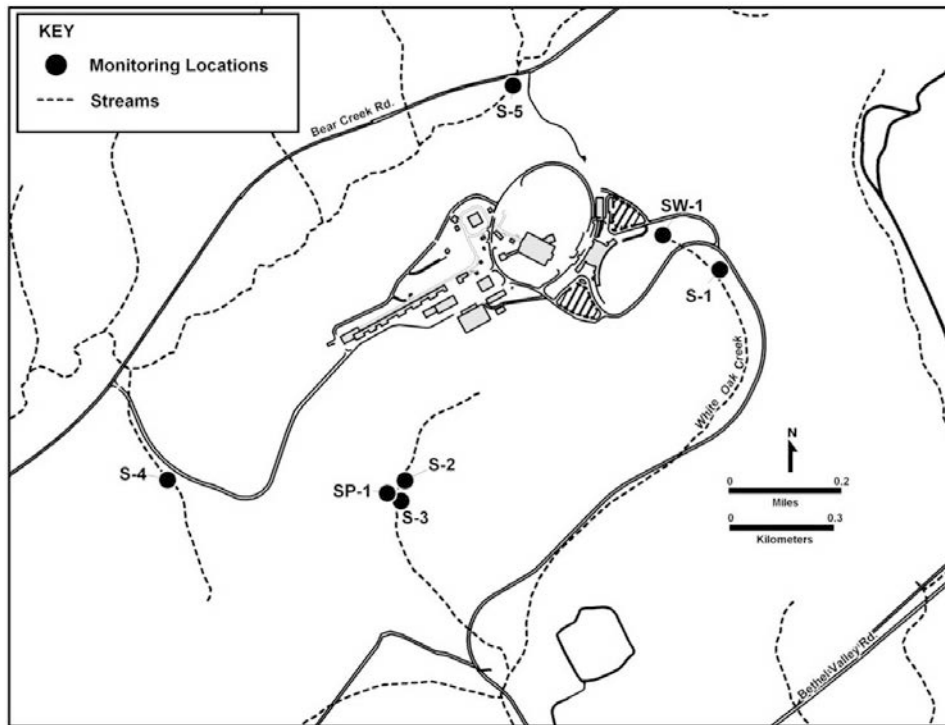 KEY
Monitoring Locations
Streams
Bear Creek Rd.
S-5
SW-1
S-1
White Oak Creek
S-4
S-2
SP-1
S-3
N
0 0.2
Miles
0 0.3
Kilometers
Bethel Valley Rd.